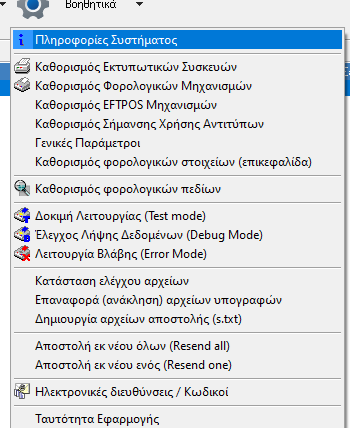 Βοηθητικά
Πληροφορίες Συστήματος
Καθορισμός Εκτυπωτικών Συσκευών
Καθορισμός Φορολογικών Μηχανισμών
Καθορισμός EFTPOS Μηχανισμών
Καθορισμός Σήμανσης Χρήσης Αντιτύπων
Γενικές Παράμετροι
Καθορισμός φορολογικών στοιχείων (επικεφαλίδα)
Καθορισμός φορολογικών πεδίων
Δοκιμή Λειτουργίας (Test mode)
Έλεγχος Λήψης Δεδομένων (Debug Mode)
Λειτουργία Βλάβης (Error Mode)
Κατάσταση ελέγχου αρχείων
Επαναφορά (ανάκληση) αρχείων υπογραφών
Δημιουργία αρχείων αποστολής (s.txt)
Αποστολή εκ νέου όλων (Resend all)
Αποστολή εκ νέου ενός (Resend one)
Ηλεκτρονικές διευθύνσεις / Κωδικοί
Ταυτότητα Εφαρμογής